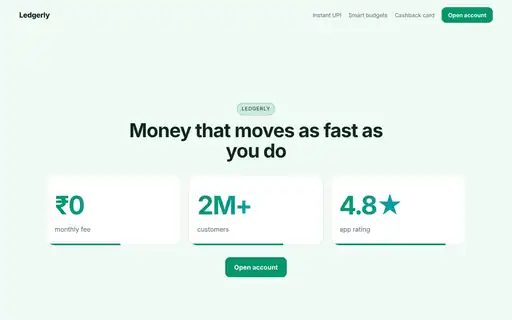 Ledgerly
Instant UPI Smart budgets Cashback card Open account
LEDGERLY
Money that moves as fast as
you do
₹0 2M+ 4.8★
monthly fee customers app rating
Open account